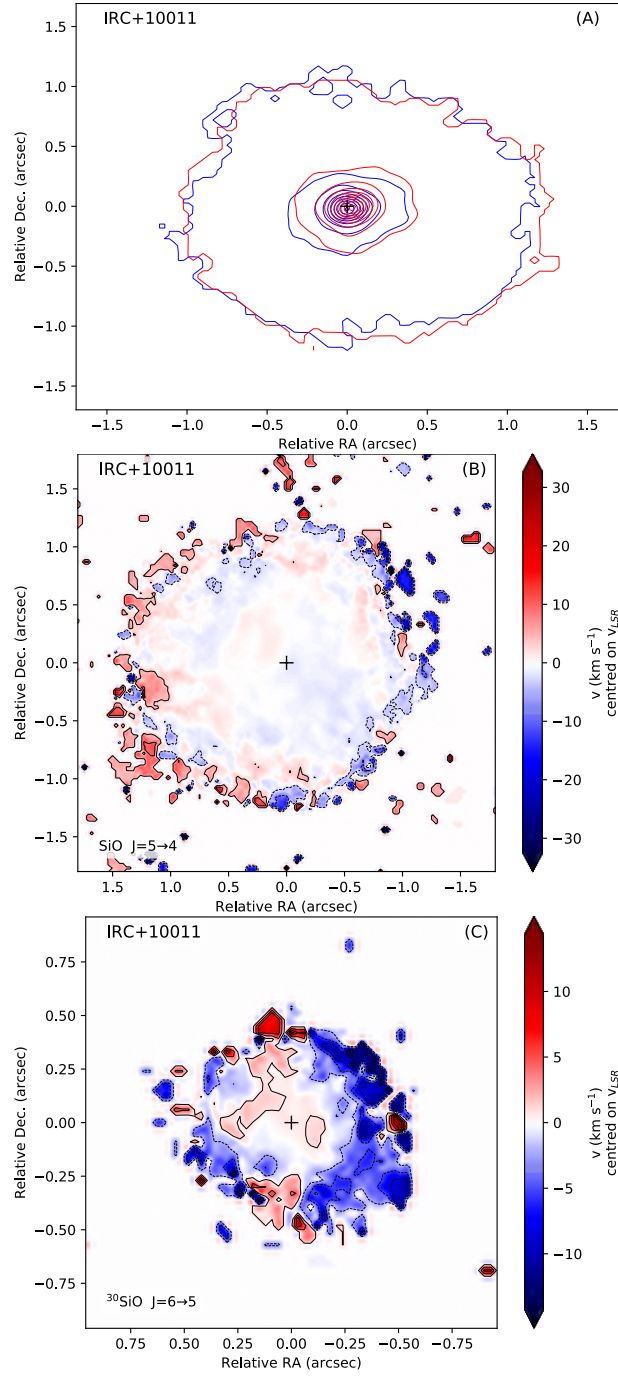 IRC+10011 (A)
1.5
1.0
0.5
0.0
−0.5
−1.0
−1.5
Relative Dec. (arcsec)
−1.5 −1.0 −0.5 0.0 0.5 1.0 1.5
Relative RA (arcsec)
IRC+10011 (B)
1.5
1.0
0.5
0.0
−0.5
−1.0
−1.5
Relative Dec. (arcsec)
SiO J=5→4
1.5 1.0 0.5 0.0 −0.5 −1.0 −1.5
Relative RA (arcsec)
30
20
10
0
−10
−20
−30
v (km s⁻¹)
centred on v_LSR
IRC+10011 (C)
0.75
0.50
0.25
0.00
−0.25
−0.50
−0.75
Relative Dec. (arcsec)
³⁰SiO J=6→5
0.75 0.50 0.25 0.00 −0.25 −0.50 −0.75
Relative RA (arcsec)
10
5
0
−5
−10
v (km s⁻¹)
centred on v_LSR